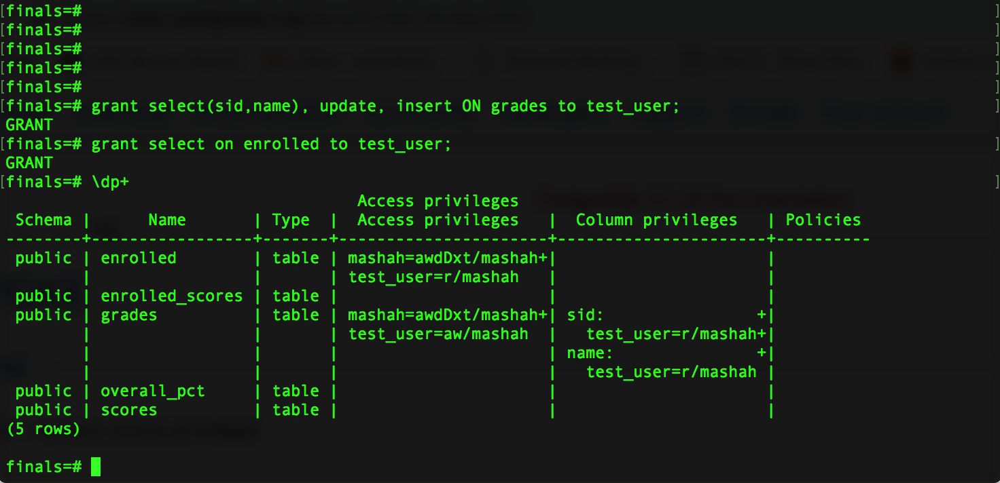 [finals=# ]
[finals=# ]
[finals=# ]
[finals=# ]
[finals=# ]
[finals=# grant select(sid,name), update, insert ON grades to test_user; ]
GRANT
[finals=# grant select on enrolled to test_user; ]
GRANT
[finals=# \dp+ ]
Access privileges
Schema | Name | Type | Access privileges | Column privileges | Policies
--------+-----------------+-------+----------------------+----------------------+----------
public | enrolled | table | mashah=awdDxt/mashah+| |
| | | test_user=r/mashah | |
public | enrolled_scores | table | | |
public | grades | table | mashah=awdDxt/mashah+| sid: +|
| | | test_user=aw/mashah | test_user=r/mashah+|
| | | | name: +|
| | | | test_user=r/mashah |
public | overall_pct | table | | |
public | scores | table | | |
(5 rows)
finals=#